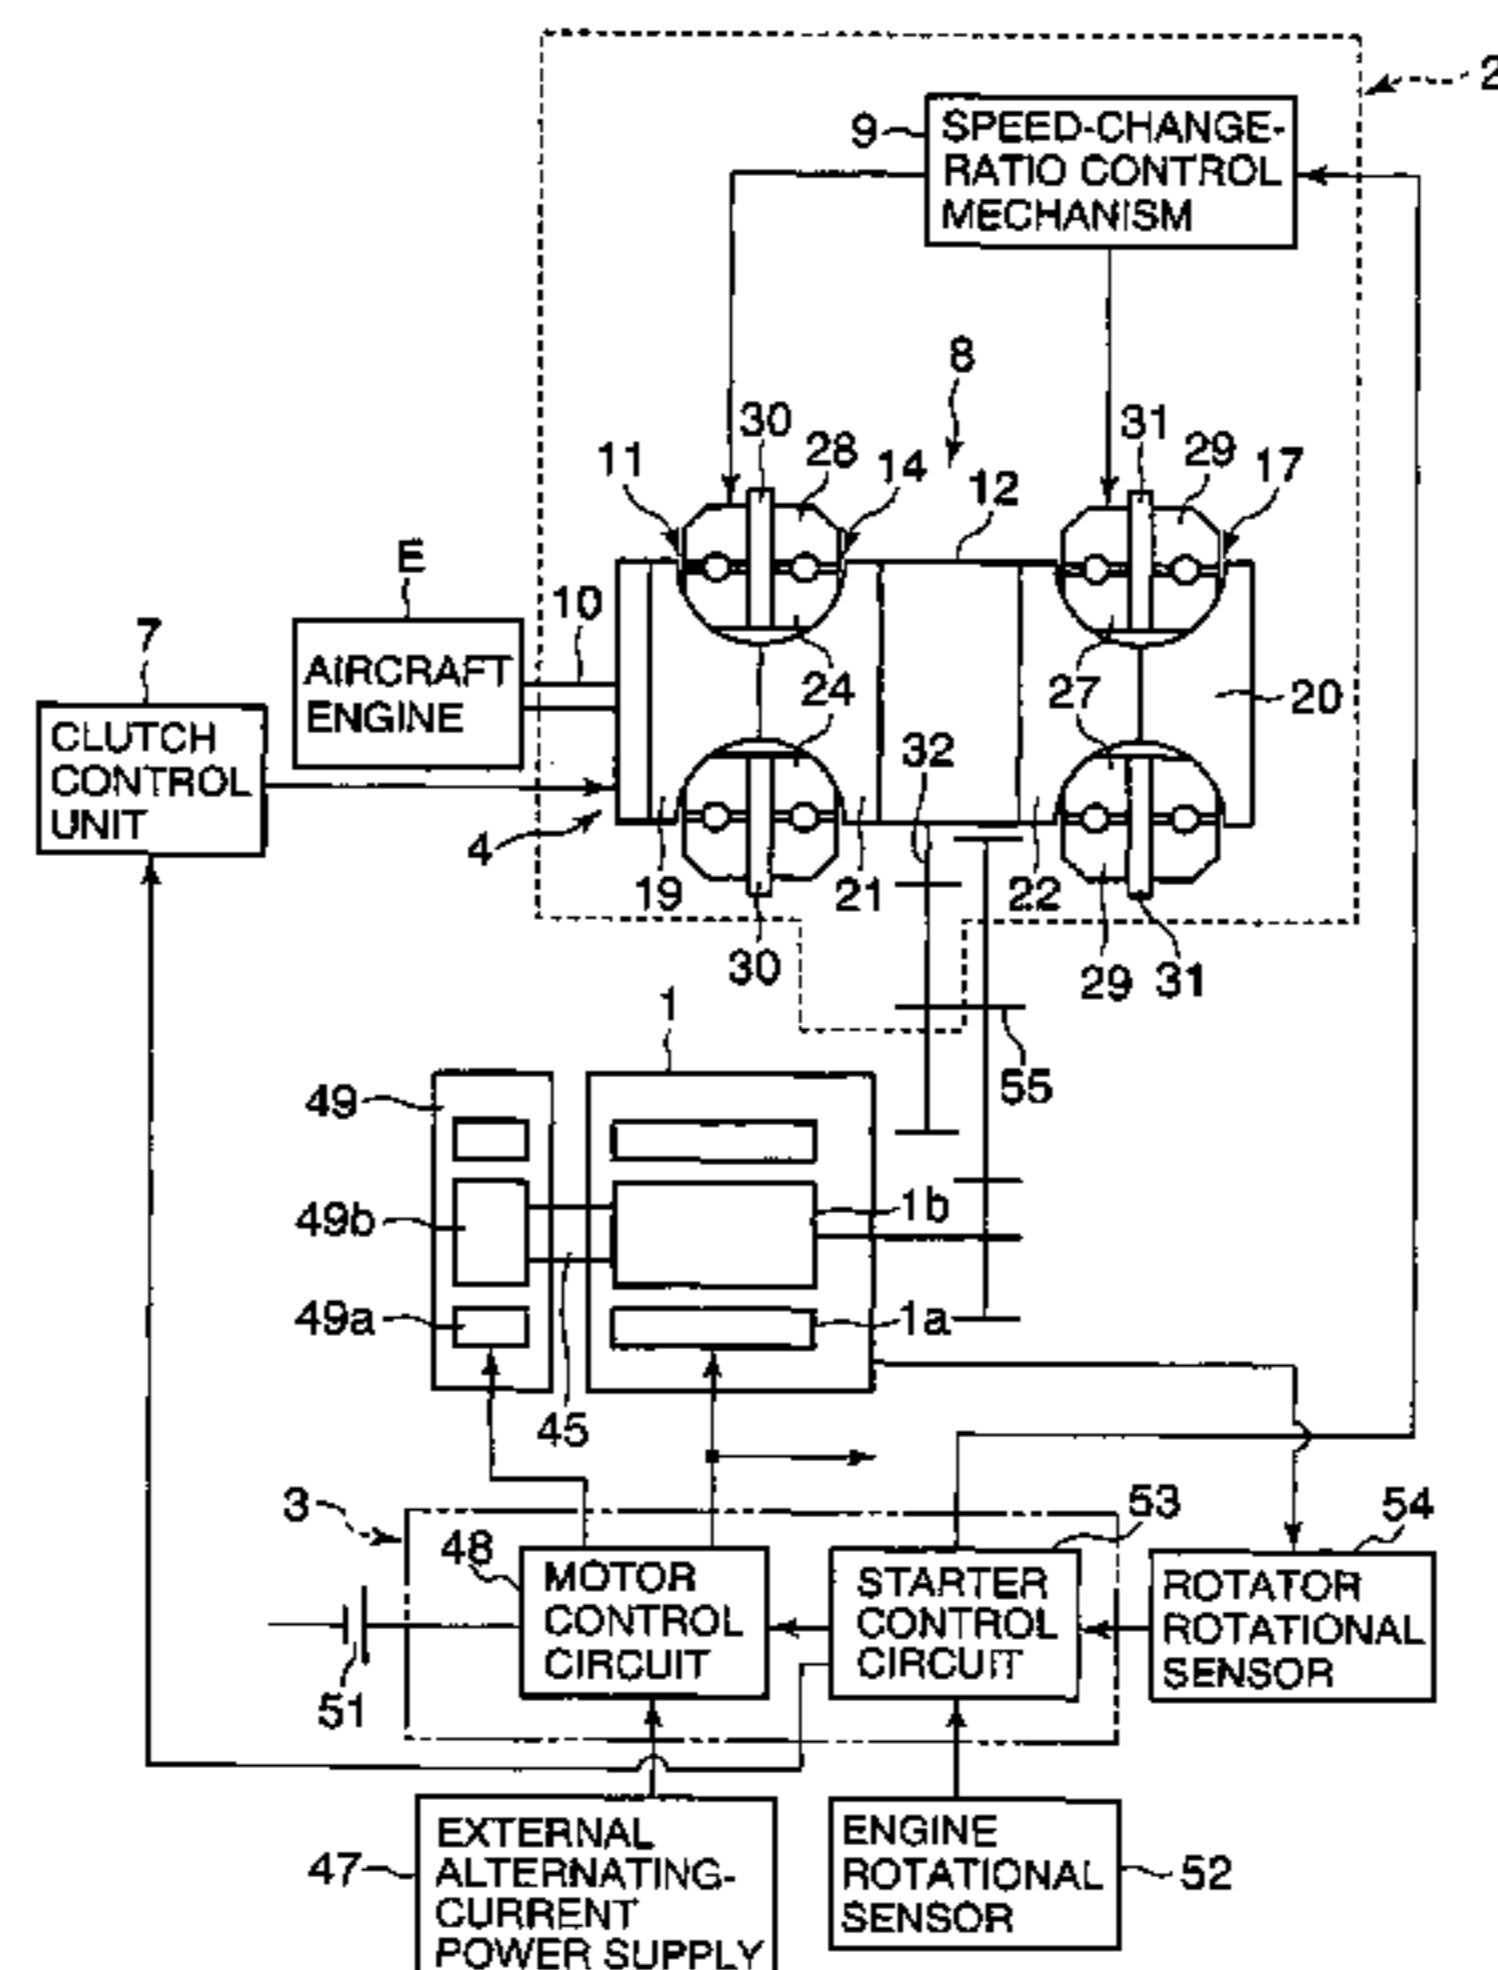 2
9
SPEED-CHANGE-
RATIO CONTROL
MECHANISM
8
30
31
11
28
14
12
29
17
E
10
7
AIRCRAFT
ENGINE
24
27
20
CLUTCH
CONTROL
UNIT
32
4
19
21
22
30
29
31
1
55
49
49b
1b
49a
1a
45
3
53
54
48
MOTOR
CONTROL
CIRCUIT
STARTER
CONTROL
CIRCUIT
ROTATOR
ROTATIONAL
SENSOR
51
47
EXTERNAL
ALTERNATING-
CURRENT
POWER SUPPLY
ENGINE
ROTATIONAL
SENSOR
52